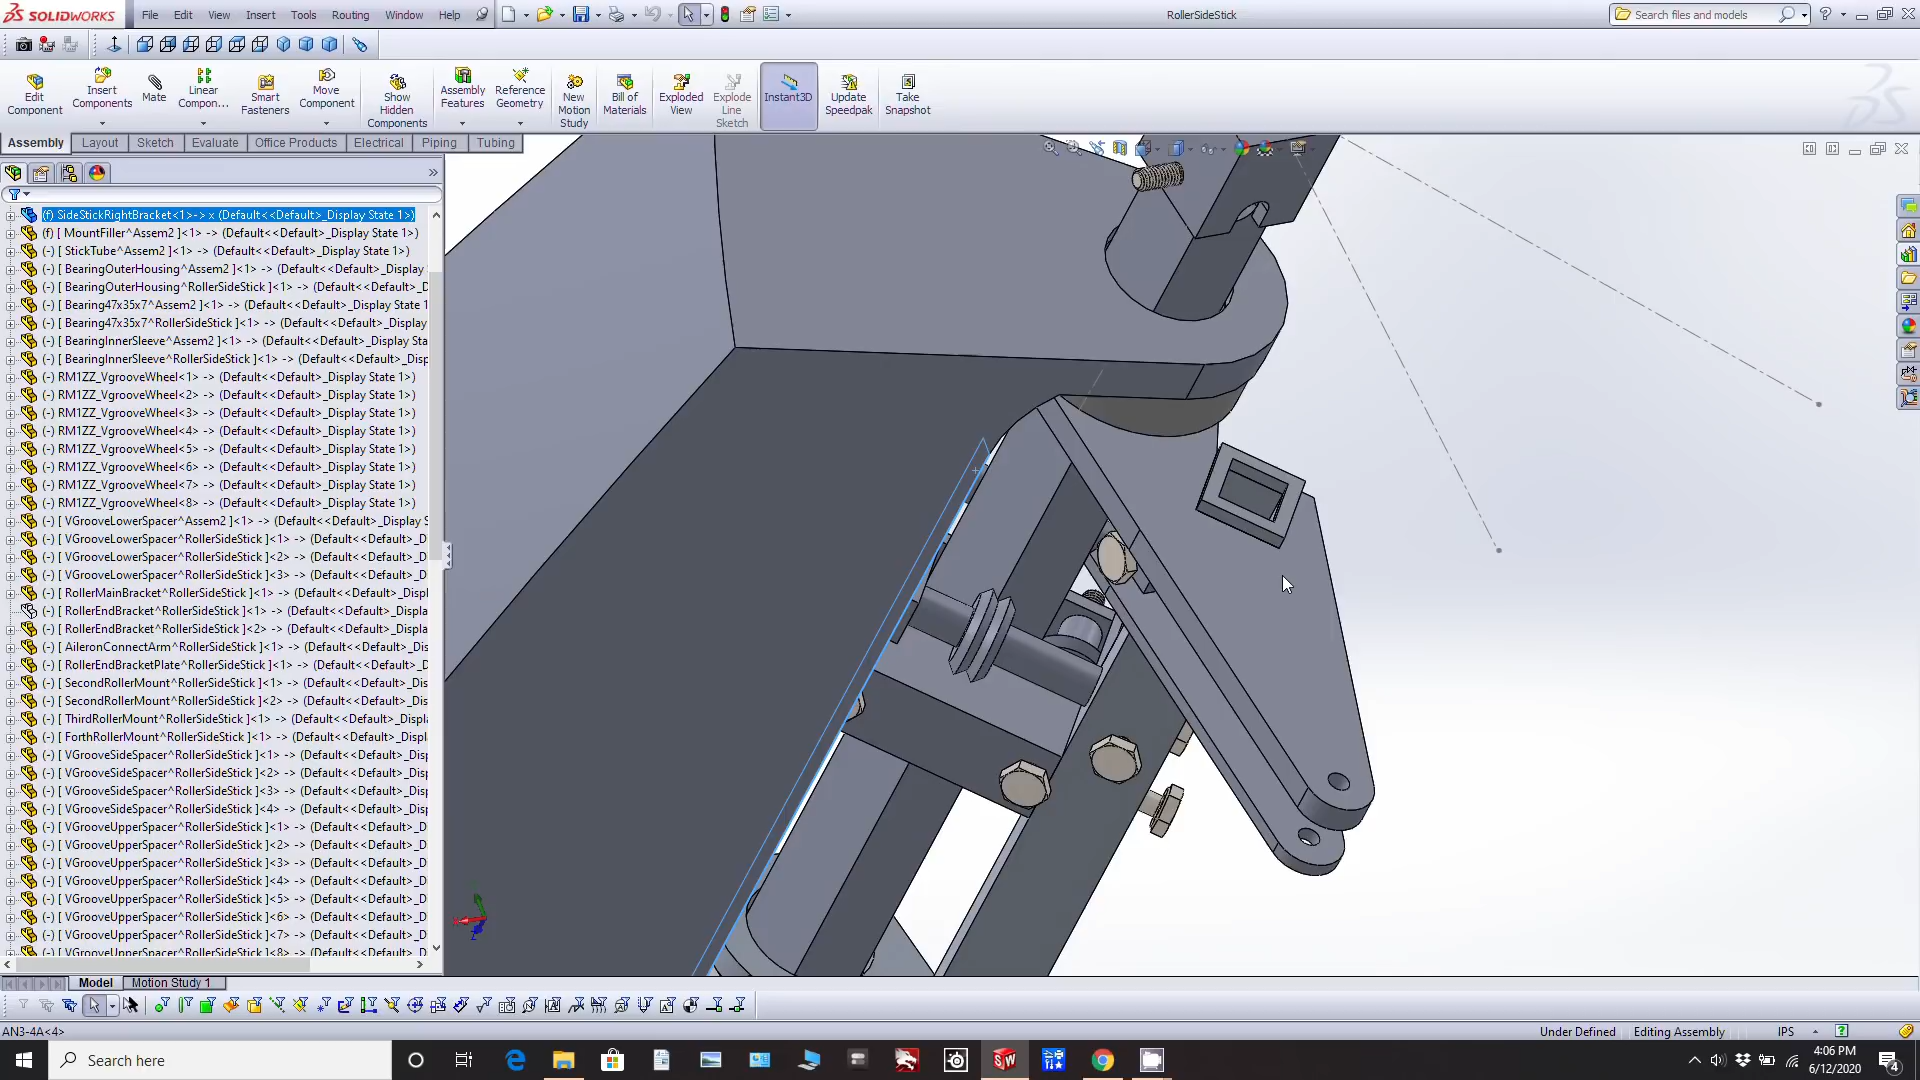 SOLIDWORKS File Edit View Insert Tools Routing Window Help RollerSideStick Search files and models
Edit Component
Insert Components
Mate
Linear Compon...
Smart Fasteners
Move Component
Show Hidden Components
Assembly Features
Reference Geometry
New Motion Study
Bill of Materials
Exploded View
Explode Line Sketch
Instant3D
Update Speedpak
Take Snapshot
Assembly Layout Sketch Evaluate Office Products Electrical Piping Tubing
(f) SideStickRightBracket<1>-> x (Default<<Default>_Display State 1>)
(f) [ MountFiller^Assem2 ]<1> -> (Default<<Default>_Display State 1>)
(-) [ StickTube^Assem2 ]<1> -> (Default<<Default>_Display State 1>)
(-) [ BearingOuterHousing^Assem2 ]<1> -> (Default<<Default>_Display
(-) [ BearingOuterHousing^RollerSideStick ]<1> -> (Default<<Default>_D
(-) [ Bearing47x35x7^Assem2 ]<1> -> (Default<<Default>_Display State 1
(-) [ Bearing47x35x7^RollerSideStick ]<1> -> (Default<<Default>_Display
(-) [ BearingInnerSleeve^Assem2 ]<1> -> (Default<<Default>_Display Sta
(-) [ BearingInnerSleeve^RollerSideStick ]<1> -> (Default<<Default>_Disp
(-) RM1ZZ_VgrooveWheel<1> -> (Default<<Default>_Display State 1>)
(-) RM1ZZ_VgrooveWheel<2> -> (Default<<Default>_Display State 1>)
(-) RM1ZZ_VgrooveWheel<3> -> (Default<<Default>_Display State 1>)
(-) RM1ZZ_VgrooveWheel<4> -> (Default<<Default>_Display State 1>)
(-) RM1ZZ_VgrooveWheel<5> -> (Default<<Default>_Display State 1>)
(-) RM1ZZ_VgrooveWheel<6> -> (Default<<Default>_Display State 1>)
(-) RM1ZZ_VgrooveWheel<7> -> (Default<<Default>_Display State 1>)
(-) RM1ZZ_VgrooveWheel<8> -> (Default<<Default>_Display State 1>)
(-) [ VGrooveLowerSpacer^Assem2 ]<1> -> (Default<<Default>_Display S
(-) [ VGrooveLowerSpacer^RollerSideStick ]<1> -> (Default<<Default>_D
(-) [ VGrooveLowerSpacer^RollerSideStick ]<2> -> (Default<<Default>_D
(-) [ VGrooveLowerSpacer^RollerSideStick ]<3> -> (Default<<Default>_D
(-) [ RollerMainBracket^RollerSideStick ]<1> -> (Default<<Default>_Displ
(-) [ RollerEndBracket^RollerSideStick ]<1> -> (Default<<Default>_Displa
(-) [ RollerEndBracket^RollerSideStick ]<2> -> (Default<<Default>_Displa
(-) [ AileronConnectArm^RollerSideStick ]<1> -> (Default<<Default>_Disp
(-) [ RollerEndBracketPlate^RollerSideStick ]<1> -> (Default<<Default>_D
(-) [ SecondRollerMount^RollerSideStick ]<1> -> (Default<<Default>_Dis
(-) [ SecondRollerMount^RollerSideStick ]<2> -> (Default<<Default>_Dis
(-) [ ThirdRollerMount^RollerSideStick ]<1> -> (Default<<Default>_Displa
(-) [ ForthRollerMount^RollerSideStick ]<1> -> (Default<<Default>_Displ
(-) [ VGrooveSideSpacer^RollerSideStick ]<1> -> (Default<<Default>_Disp
(-) [ VGrooveSideSpacer^RollerSideStick ]<2> -> (Default<<Default>_Disp
(-) [ VGrooveSideSpacer^RollerSideStick ]<3> -> (Default<<Default>_Disp
(-) [ VGrooveSideSpacer^RollerSideStick ]<4> -> (Default<<Default>_Disp
(-) [ VGrooveUpperSpacer^RollerSideStick ]<1> -> (Default<<Default>_D
(-) [ VGrooveUpperSpacer^RollerSideStick ]<2> -> (Default<<Default>_D
(-) [ VGrooveUpperSpacer^RollerSideStick ]<3> -> (Default<<Default>_D
(-) [ VGrooveUpperSpacer^RollerSideStick ]<4> -> (Default<<Default>_D
(-) [ VGrooveUpperSpacer^RollerSideStick ]<5> -> (Default<<Default>_D
(-) [ VGrooveUpperSpacer^RollerSideStick ]<6> -> (Default<<Default>_D
(-) [ VGrooveUpperSpacer^RollerSideStick ]<7> -> (Default<<Default>_D
(-) [ VGrooveUpperSpacer^RollerSideStick ]<8> -> (Default<<Default>_D
Model Motion Study 1
AN3-4A<4> Under Defined Editing Assembly IPS
Search here
4:06 PM
6/12/2020
4